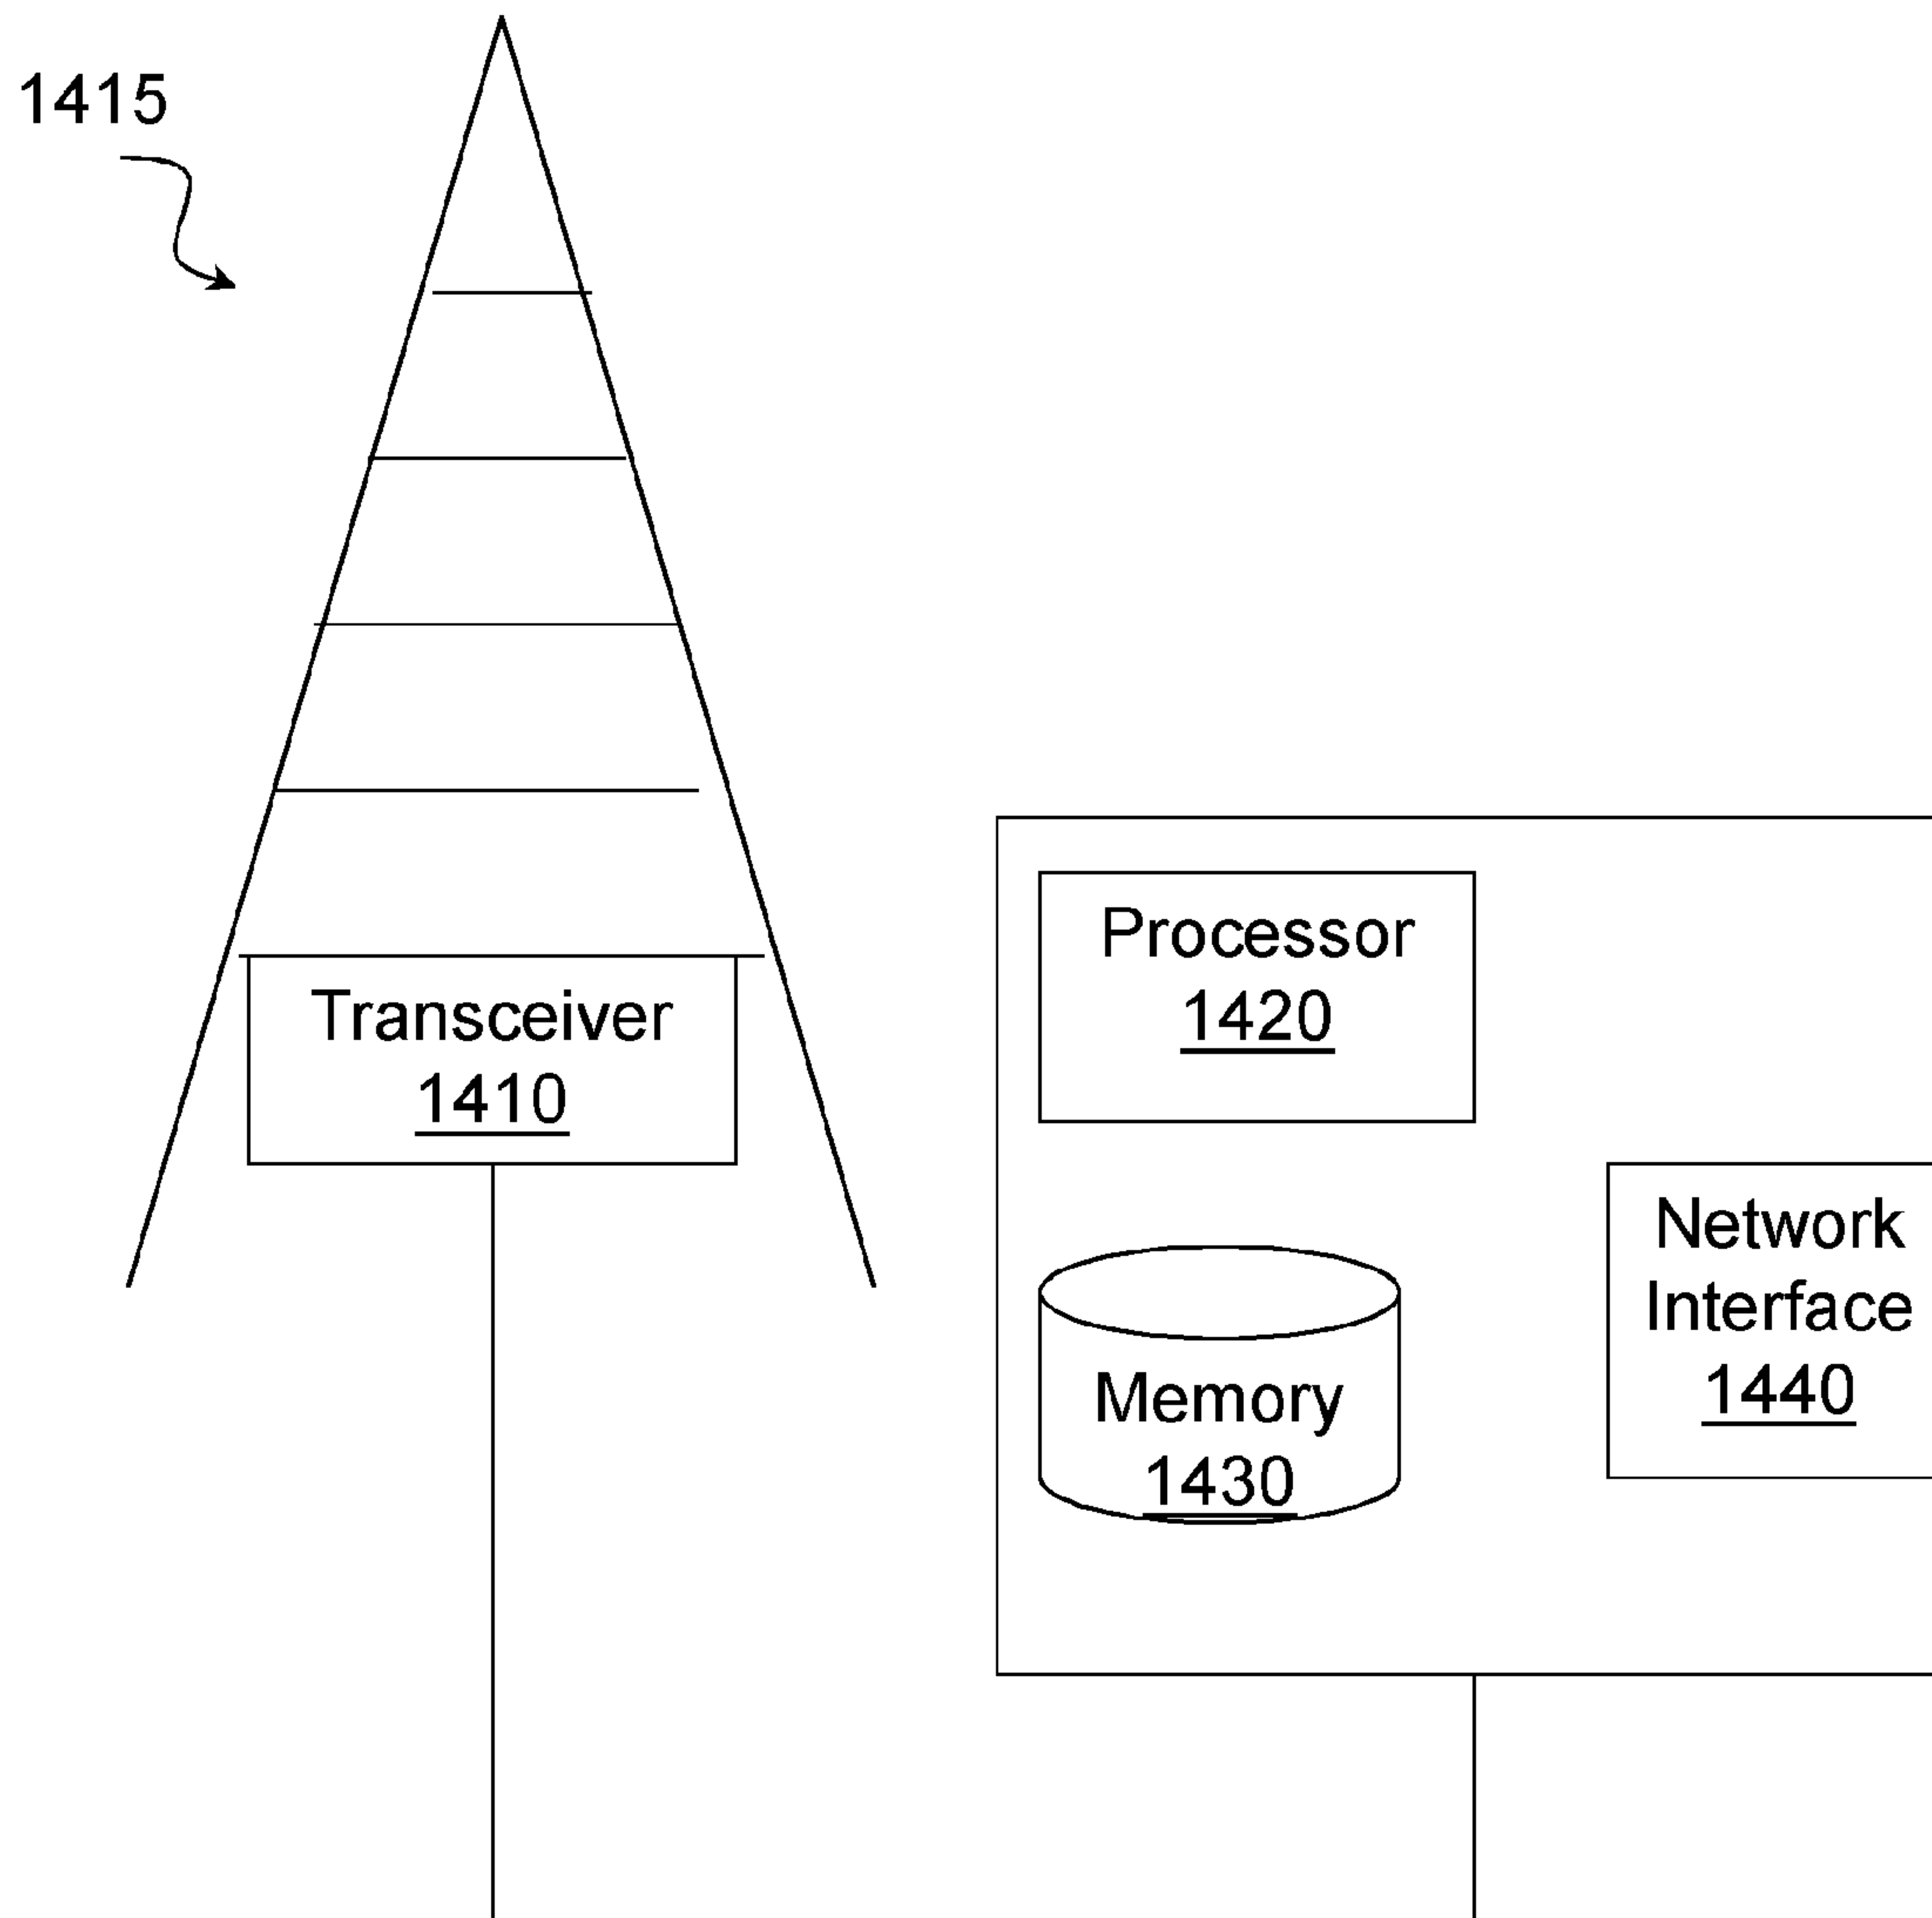 1415
Transceiver
1410
Processor
1420
Memory
1430
Network
Interface
1440